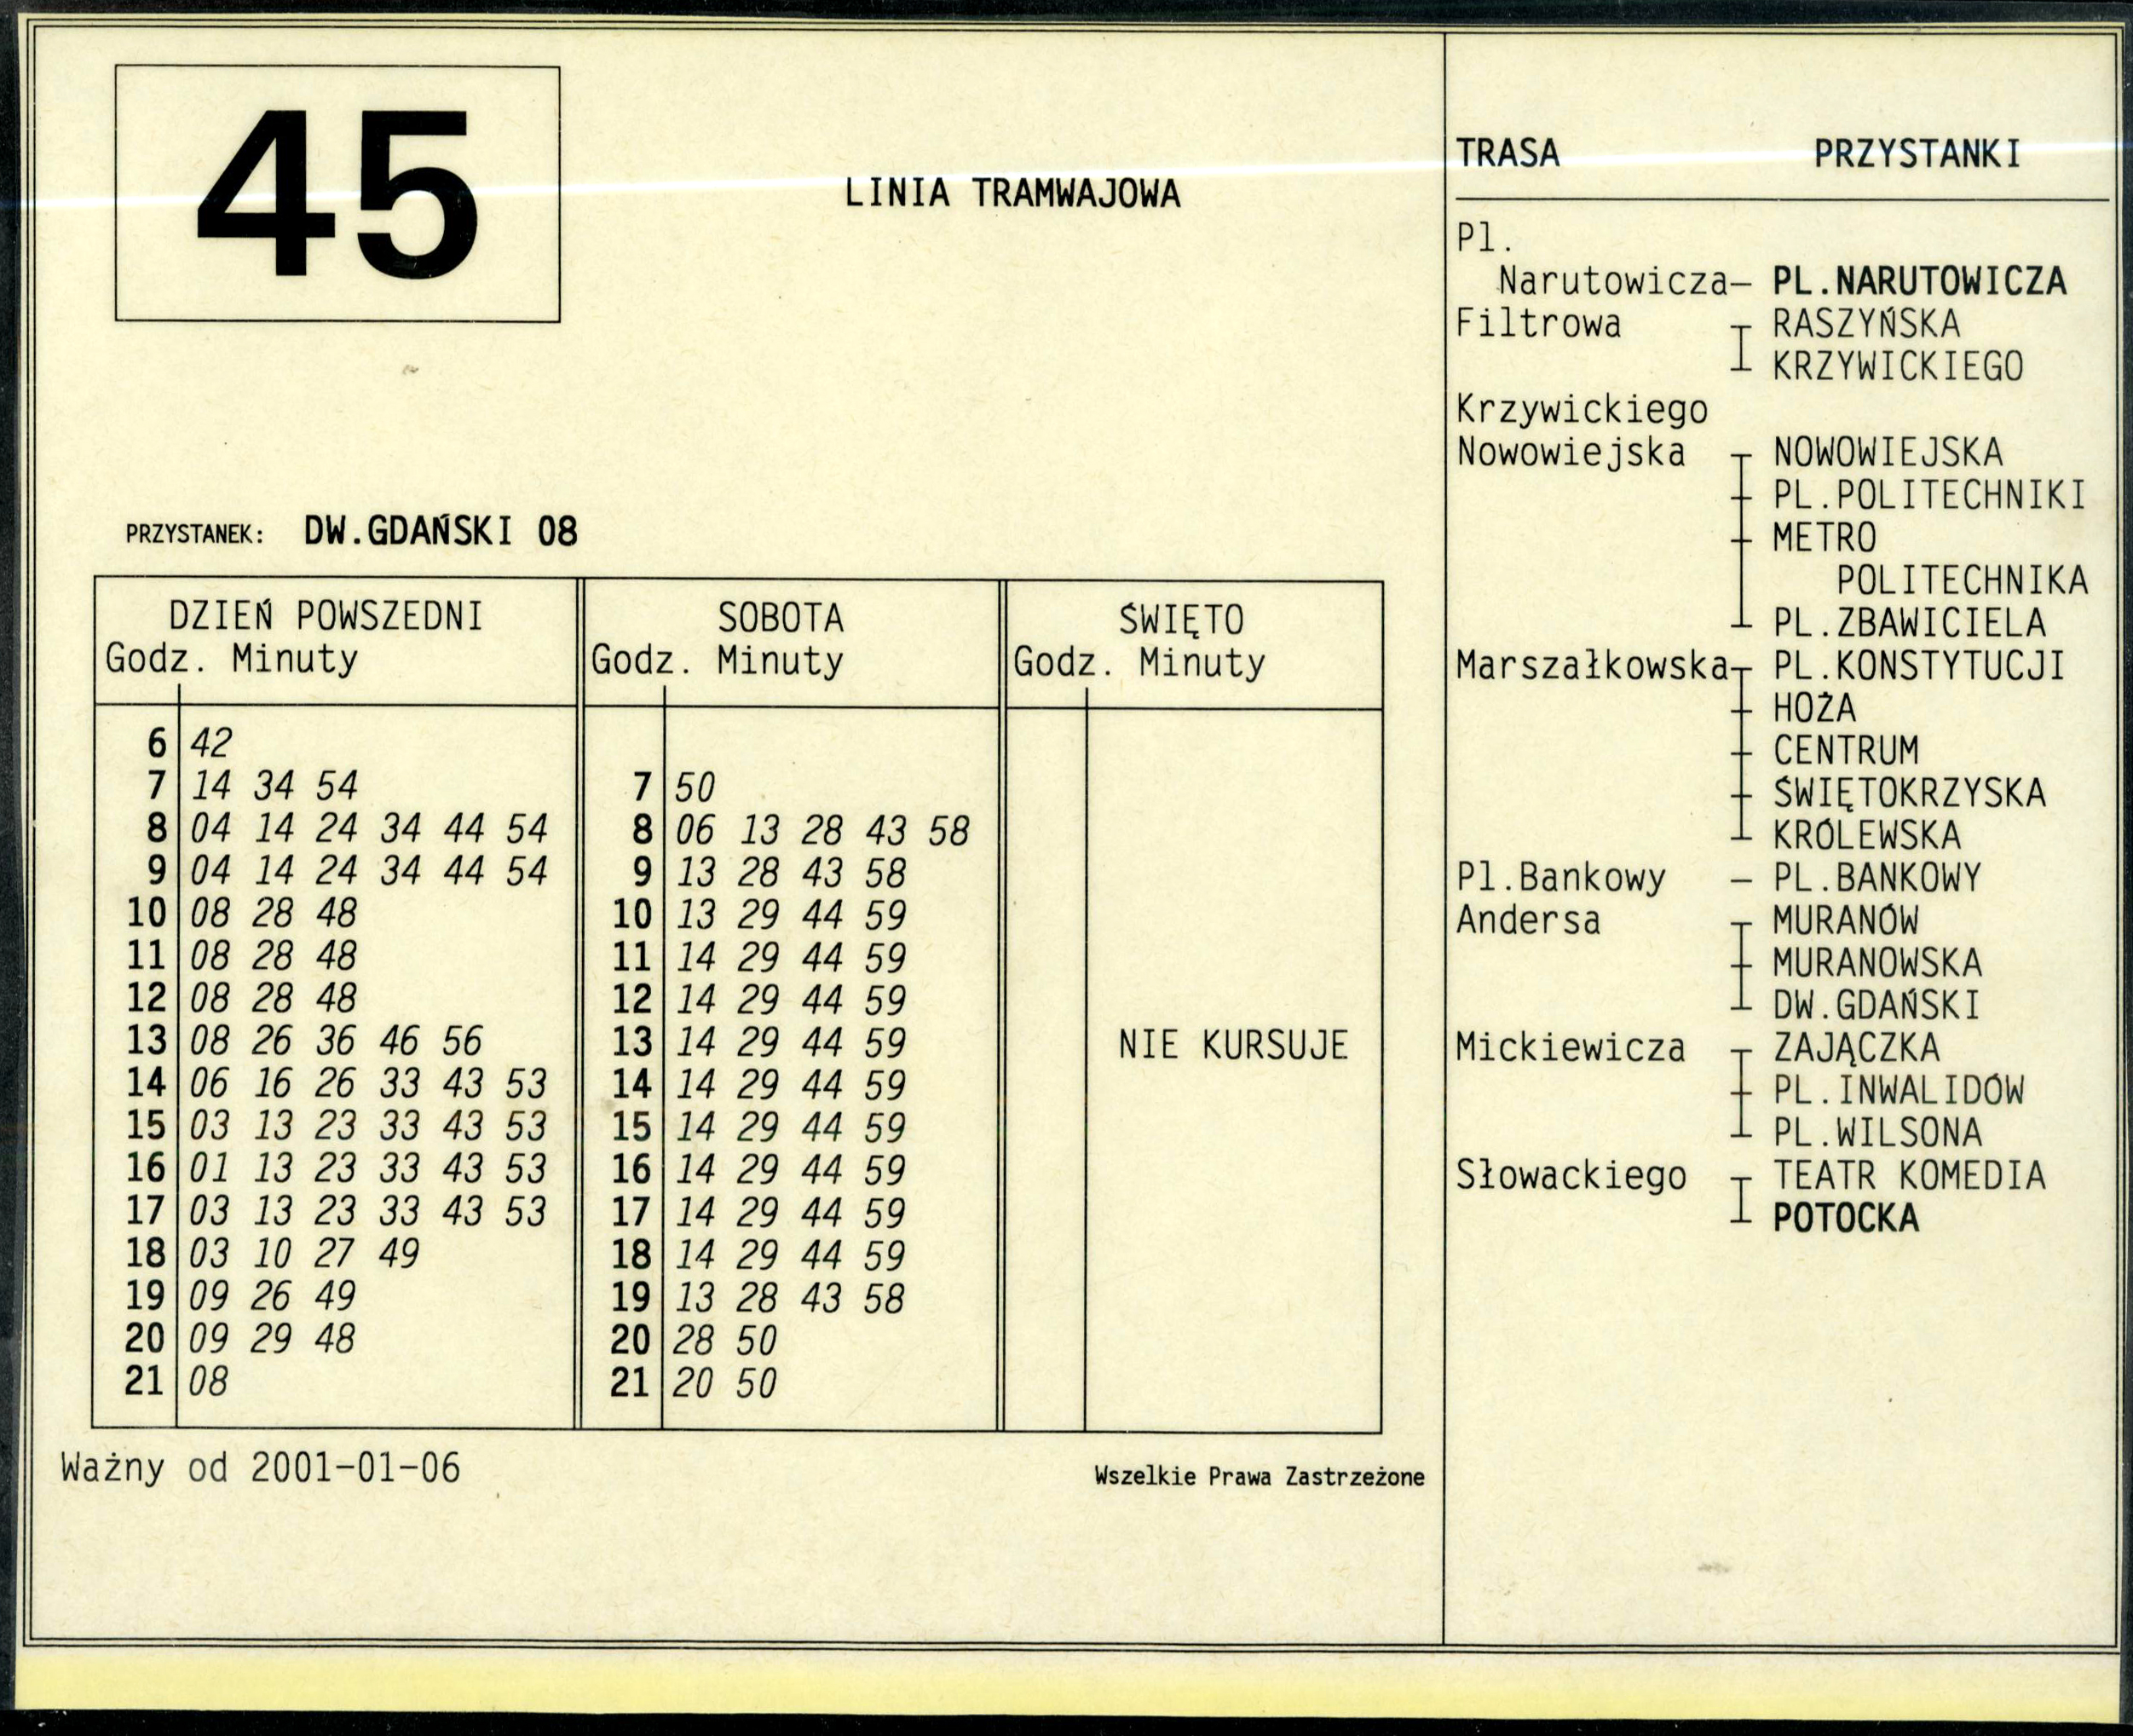 45
LINIA TRAMWAJOWA
PRZYSTANEK: DW.GDAŃSKI 08
DZIEŃ POWSZEDNI
Godz. Minuty
6 42
7 14 34 54
8 04 14 24 34 44 54
9 04 14 24 34 44 54
10 08 28 48
11 08 28 48
12 08 28 48
13 08 26 36 46 56
14 06 16 26 33 43 53
15 03 13 23 33 43 53
16 01 13 23 33 43 53
17 03 13 23 33 43 53
18 03 10 27 49
19 09 26 49
20 09 29 48
21 08
SOBOTA
Godz. Minuty
7 50
8 06 13 28 43 58
9 13 28 43 58
10 13 29 44 59
11 14 29 44 59
12 14 29 44 59
13 14 29 44 59
14 14 29 44 59
15 14 29 44 59
16 14 29 44 59
17 14 29 44 59
18 14 29 44 59
19 13 28 43 58
20 28 50
21 20 50
ŚWIĘTO
Godz. Minuty
NIE KURSUJE
Ważny od 2001-01-06
Wszelkie Prawa Zastrzeżone
TRASA PRZYSTANKI
Pl.
Narutowicza– PL.NARUTOWICZA
Filtrowa RASZYŃSKA
KRZYWICKIEGO
Krzywickiego
Nowowiejska NOWOWIEJSKA
PL.POLITECHNIKI
METRO
POLITECHNIKA
PL.ZBAWICIELA
Marszałkowska PL.KONSTYTUCJI
HOŻA
CENTRUM
ŚWIĘTOKRZYSKA
KRÓLEWSKA
Pl.Bankowy – PL.BANKOWY
Andersa MURANÓW
MURANOWSKA
DW.GDAŃSKI
Mickiewicza ZAJĄCZKA
PL.INWALIDÓW
PL.WILSONA
Słowackiego TEATR KOMEDIA
POTOCKA